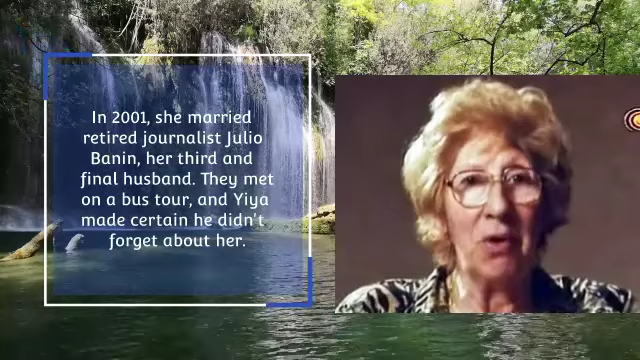 In 2001, she married
retired journalist Julio
Banin, her third and
final husband. They met
on a bus tour, and Yiya
made certain he didn't
forget about her.